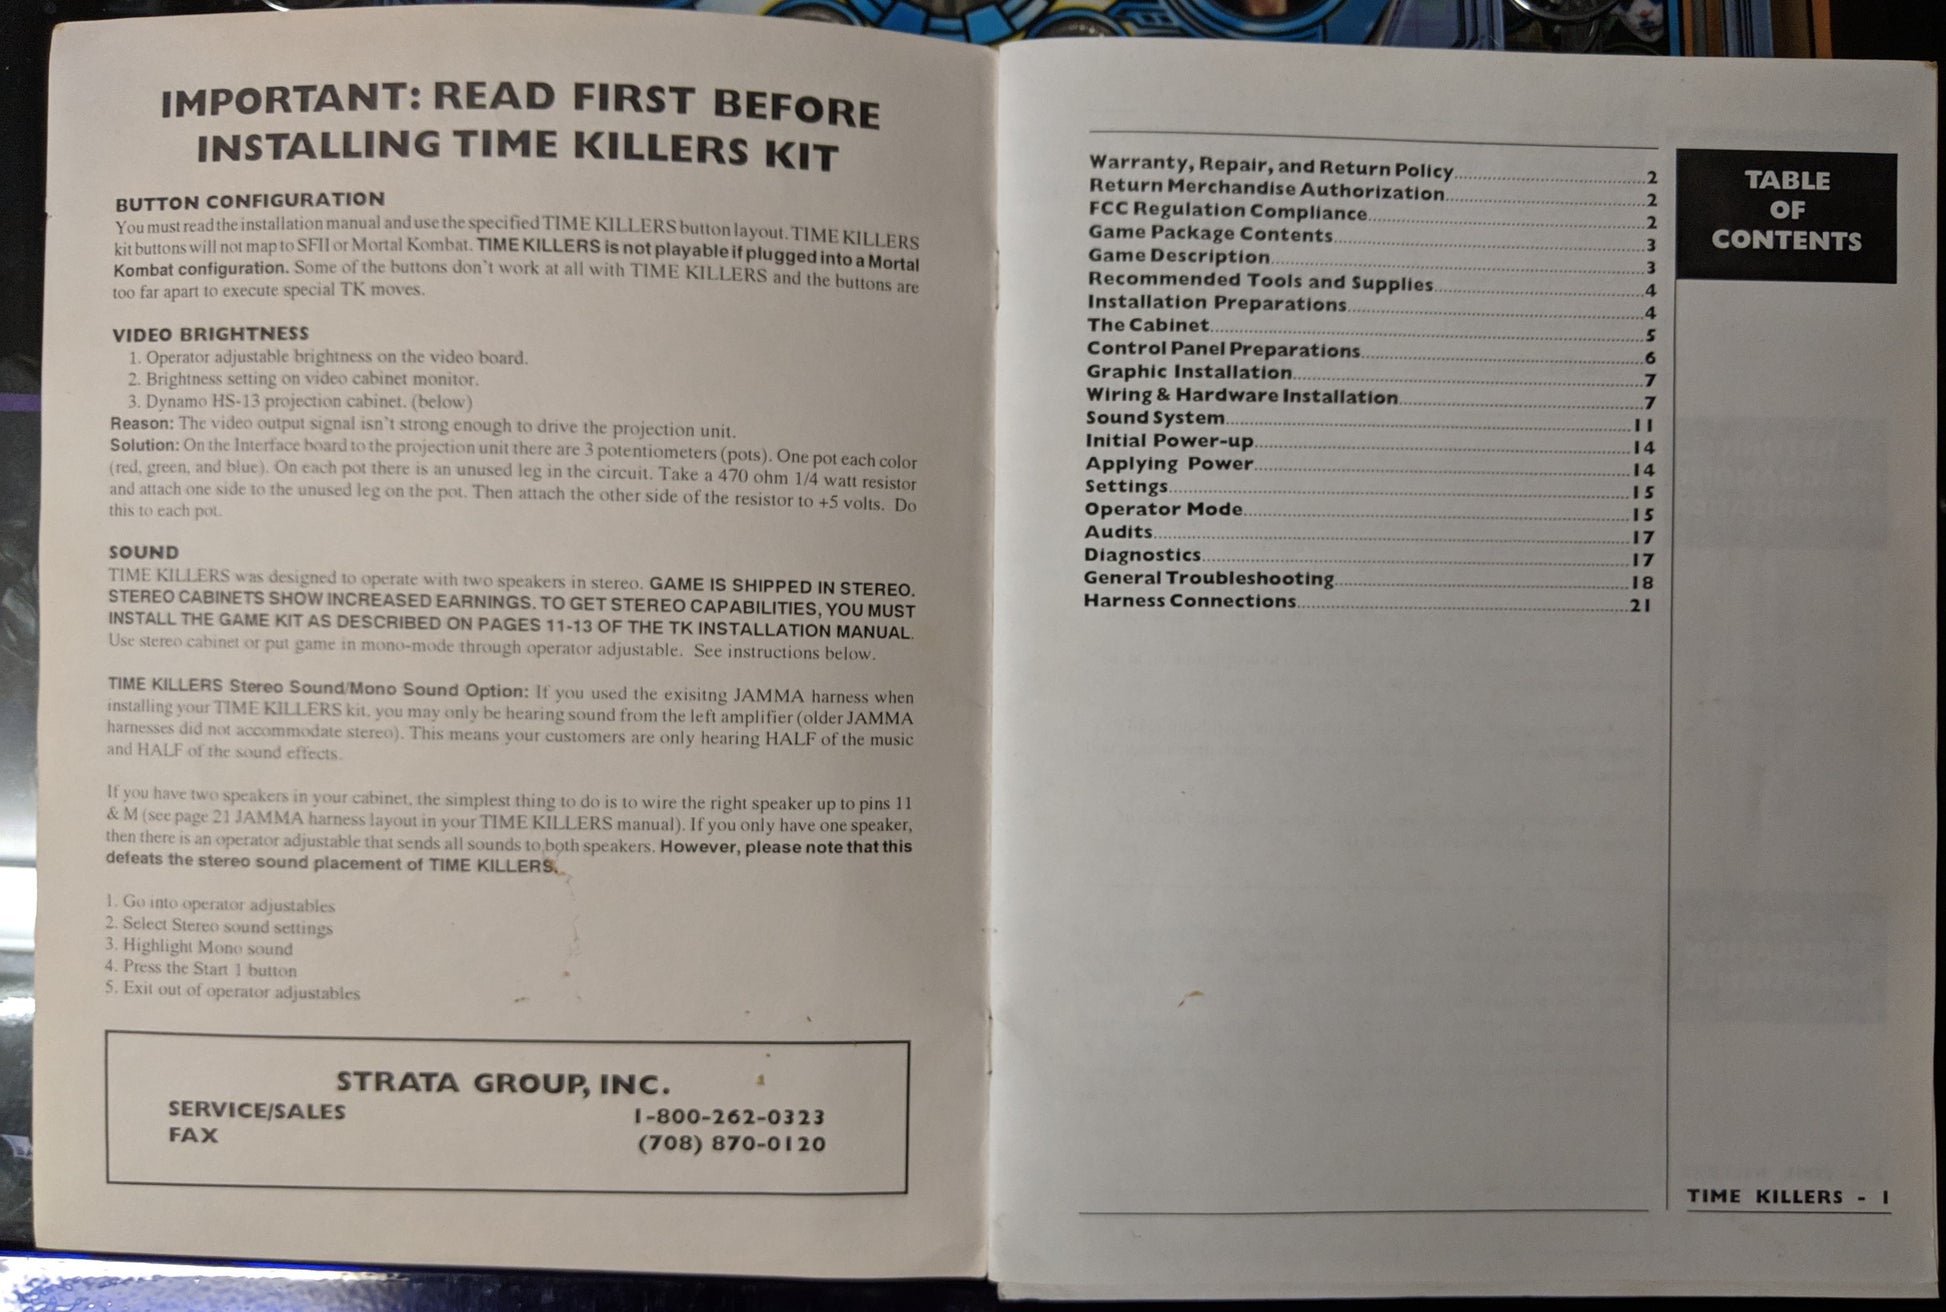 IMPORTANT: READ FIRST BEFORE
INSTALLING TIME KILLERS KIT
BUTTON CONFIGURATION
You must read the installation manual and use the specified TIME KILLERS button layout. TIME KILLERS
kit buttons will not map to SFII or Mortal Kombat. TIME KILLERS is not playable if plugged into a Mortal
Kombat configuration. Some of the buttons don't work at all with TIME KILLERS and the buttons are
too far apart to execute special TK moves.
VIDEO BRIGHTNESS
1. Operator adjustable brightness on the video board.
2. Brightness setting on video cabinet monitor.
3. Dynamo HS-13 projection cabinet. (below)
Reason: The video output signal isn't strong enough to drive the projection unit.
Solution: On the Interface board to the projection unit there are 3 potentiometers (pots). One pot each color
(red, green, and blue). On each pot there is an unused leg in the circuit. Take a 470 ohm 1/4 watt resistor
and attach one side to the unused leg on the pot. Then attach the other side of the resistor to +5 volts. Do
this to each pot.
SOUND
TIME KILLERS was designed to operate with two speakers in stereo. GAME IS SHIPPED IN STEREO.
STEREO CABINETS SHOW INCREASED EARNINGS. TO GET STEREO CAPABILITIES, YOU MUST
INSTALL THE GAME KIT AS DESCRIBED ON PAGES 11-13 OF THE TK INSTALLATION MANUAL.
Use stereo cabinet or put game in mono-mode through operator adjustable. See instructions below.
TIME KILLERS Stereo Sound/Mono Sound Option: If you used the exisitng JAMMA harness when
installing your TIME KILLERS kit, you may only be hearing sound from the left amplifier (older JAMMA
harnesses did not accommodate stereo). This means your customers are only hearing HALF of the music
and HALF of the sound effects.
If you have two speakers in your cabinet, the simplest thing to do is to wire the right speaker up to pins 11
& M (see page 21 JAMMA harness layout in your TIME KILLERS manual). If you only have one speaker,
then there is an operator adjustable that sends all sounds to both speakers. However, please note that this
defeats the stereo sound placement of TIME KILLERS.
1. Go into operator adjustables
2. Select Stereo sound settings
3. Highlight Mono sound
4. Press the Start 1 button
5. Exit out of operator adjustables
STRATA GROUP, INC.
SERVICE/SALES 1-800-262-0323
FAX (708) 870-0120
TABLE
OF
CONTENTS
Warranty, Repair, and Return Policy 2
Return Merchandise Authorization 2
FCC Regulation Compliance 2
Game Package Contents 3
Game Description 3
Recommended Tools and Supplies 4
Installation Preparations 4
The Cabinet 5
Control Panel Preparations 6
Graphic Installation 7
Wiring & Hardware Installation 7
Sound System 11
Initial Power-up 14
Applying Power 14
Settings 15
Operator Mode 15
Audits 17
Diagnostics 17
General Troubleshooting 18
Harness Connections 21
TIME KILLERS - 1